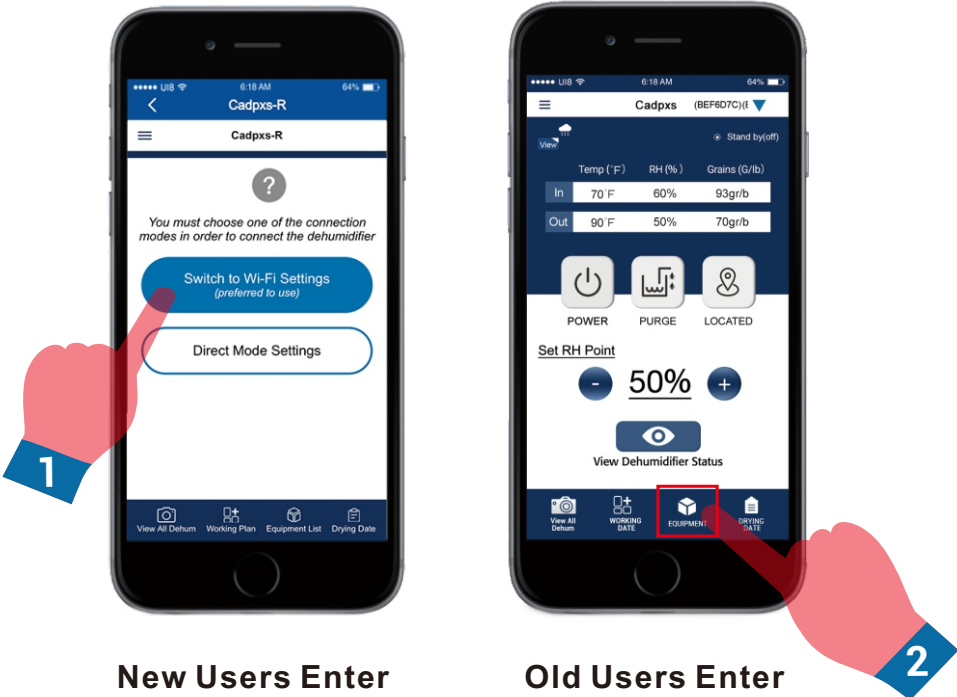 UI8
6:18 AM
64%
Cadpxs-R
Cadpxs-R
?
You must choose one of the connection
modes in order to connect the dehumidifier
Switch to Wi-Fi Settings
(preferred to use)
Direct Mode Settings
1
View All Dehum
Working Plan
Equipment List
Drying Date
New Users Enter
UI8
6:18 AM
64%
Cadpxs (BEF6D7C)(E
View
Stand by(off)
Temp (°F) RH (%) Grains (G/lb)
In 70°F 60% 93gr/b
Out 90°F 50% 70gr/b
POWER PURGE LOCATED
Set RH Point
- 50% +
View Dehumidifier Status
View All
Dehum
WORKING
DATE
EQUIPMENT
DRYING
DATE
2
Old Users Enter